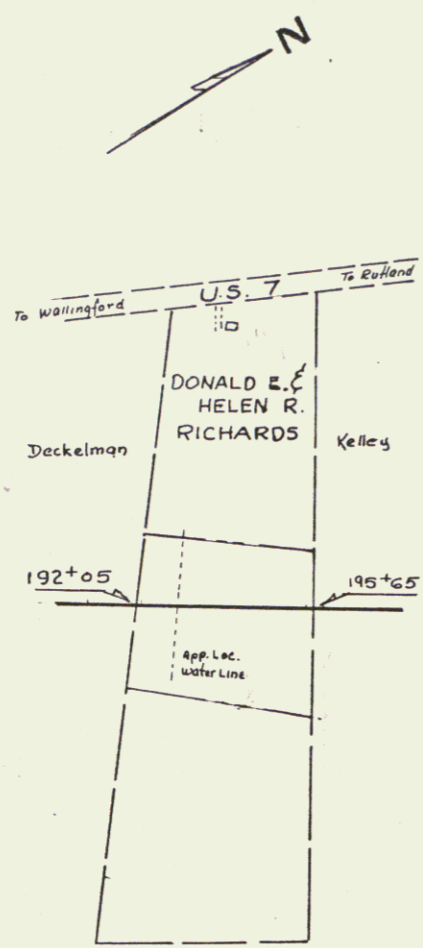 N
To Wallingford
U.S. 7
To Rutland
DONALD E. &
HELEN R.
RICHARDS
Deckelman
Kelley
192+05
195+65
App. Loc.
Water Line